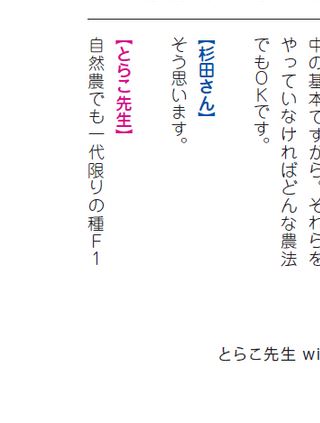 中の基本ですから。それらを
やっていなければどんな農法
でもＯＫです。
【杉田さん】
そう思います。
【とらこ先生】
自然農でも一代限りの種Ｆ１
とらこ先生 wi